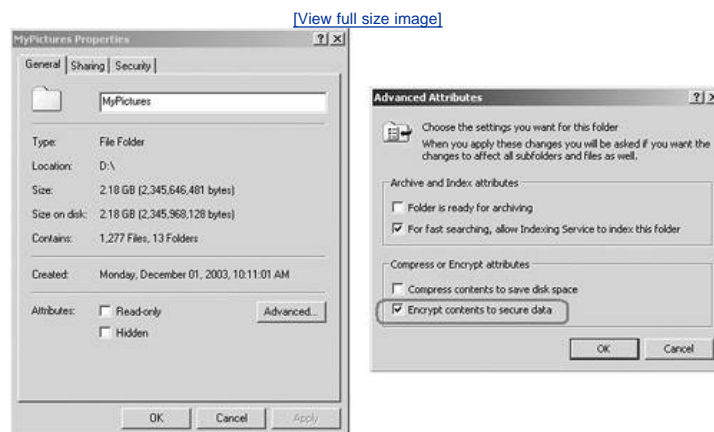 [View full size image]
MyPictures Properties
General Sharing Security
MyPictures
Type: File Folder
Location: D:\
Size: 2.18 GB (2,345,646,481 bytes)
Size on disk: 2.18 GB (2,345,968,128 bytes)
Contains: 1,277 Files, 13 Folders
Created: Monday, December 01, 2003, 10:11:01 AM
Attributes: Read-only Advanced...
Hidden
OK Cancel Apply
Advanced Attributes
Choose the settings you want for this folder
When you apply these changes you will be asked if you want the
changes to affect all subfolders and files as well.
Archive and Index attributes
Folder is ready for archiving
For fast searching, allow Indexing Service to index this folder
Compress or Encrypt attributes
Compress contents to save disk space
Encrypt contents to secure data
OK Cancel